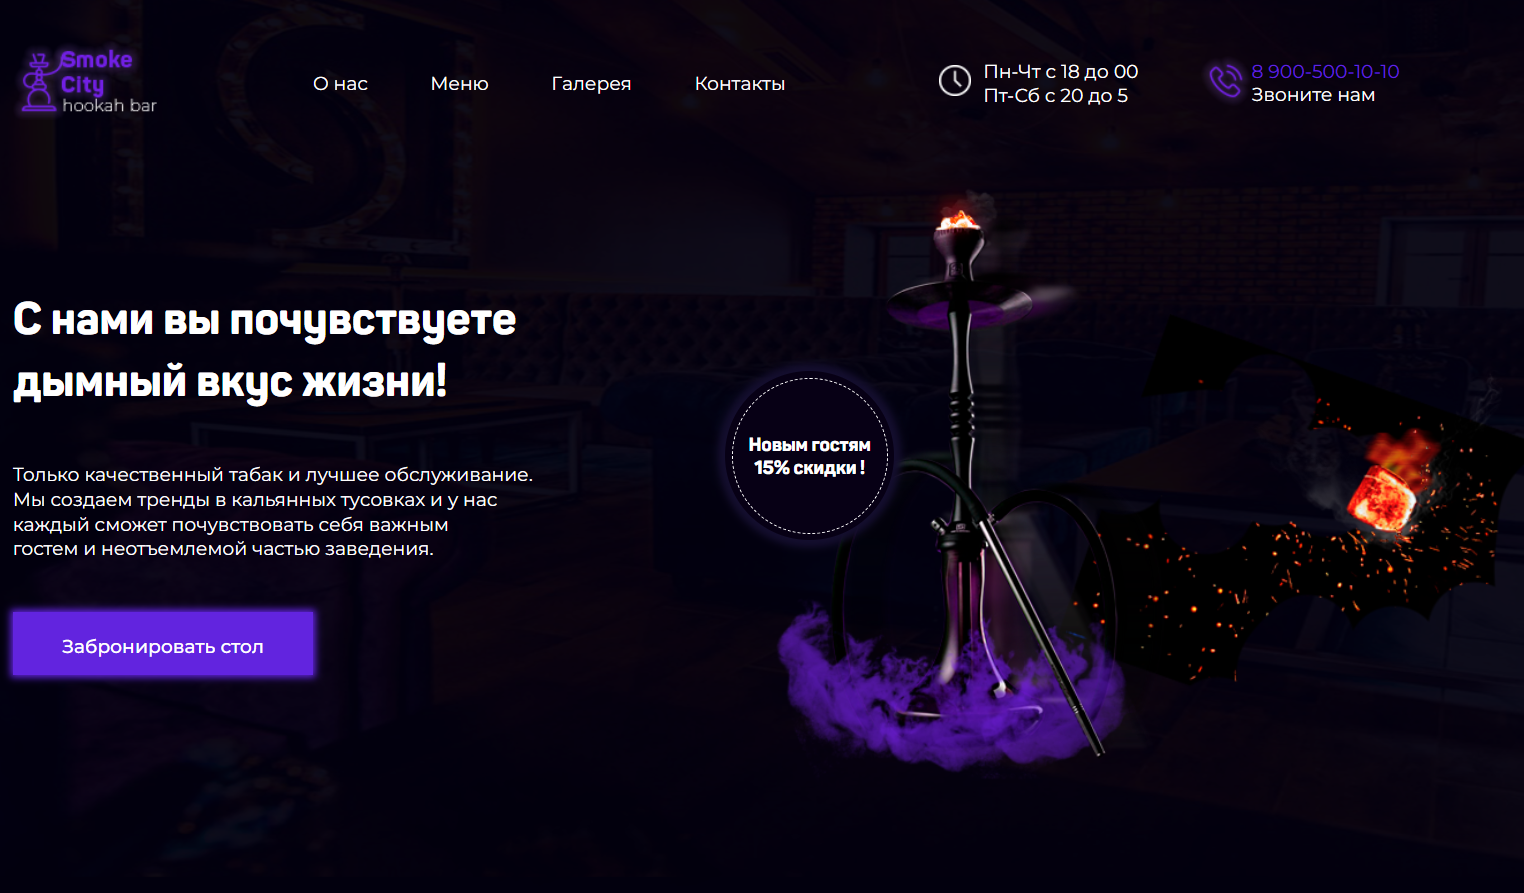 Smoke
City
hookah bar
О нас
Меню
Галерея
Контакты
Пн-Чт с 18 до 00
Пт-Сб с 20 до 5
8 900-500-10-10
Звоните нам
С нами вы почувствуете
дымный вкус жизни!
Новым гостям
15% скидки !
Только качественный табак и лучшее обслуживание.
Мы создаем тренды в кальянных тусовках и у нас
каждый сможет почувствовать себя важным
гостем и неотъемлемой частью заведения.
Забронировать стол